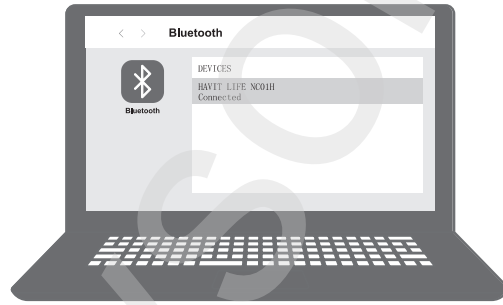 Bluetooth
Bluetooth
DEVICES
HAVIT LIFE NC01H
Connected